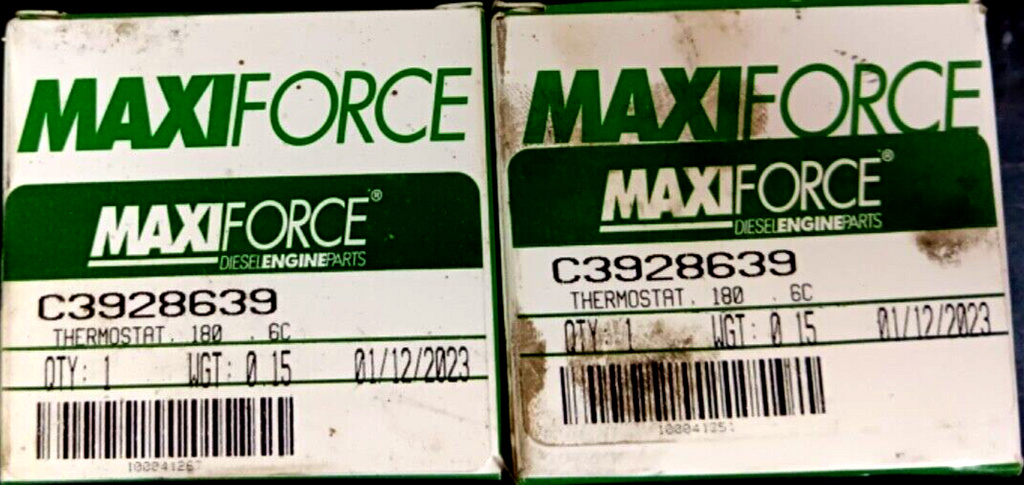 MAXIFORCE
MAXIFORCE®
DIESELENGINEPARTS
C3928639
THERMOSTAT. 180 . 6C
QTY: 1 WGT: 0.15 01/12/2023
MAXIFORCE
MAXIFORCE®
DIESELENGINEPARTS
C3928639
THERMOSTAT. 180 . 6C
QTY: 1 WGT: 0.15 01/12/2023